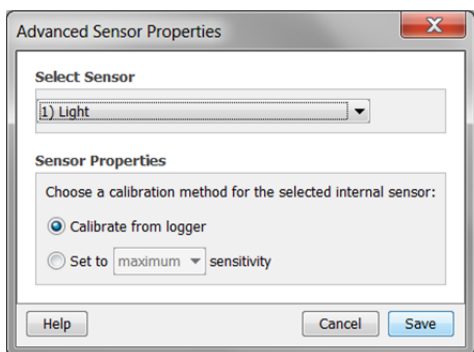 Advanced Sensor Properties
Select Sensor
1) Light
Sensor Properties
Choose a calibration method for the selected internal sensor:
Calibrate from logger
Set to maximum sensitivity
Help Cancel Save